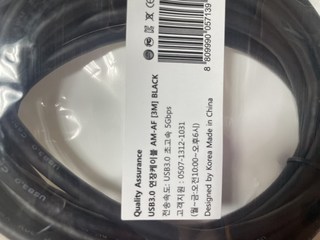 8 809990 057139
Quality Assurance
USB3.0 연장케이블 AM-AF [3M] BLACK
전송속도: USB3.0 초고속 5Gbps
고객지원 : 0507-1312-1031
(월~금:오전10:00~오후6시)
Designed by Korea Made in China